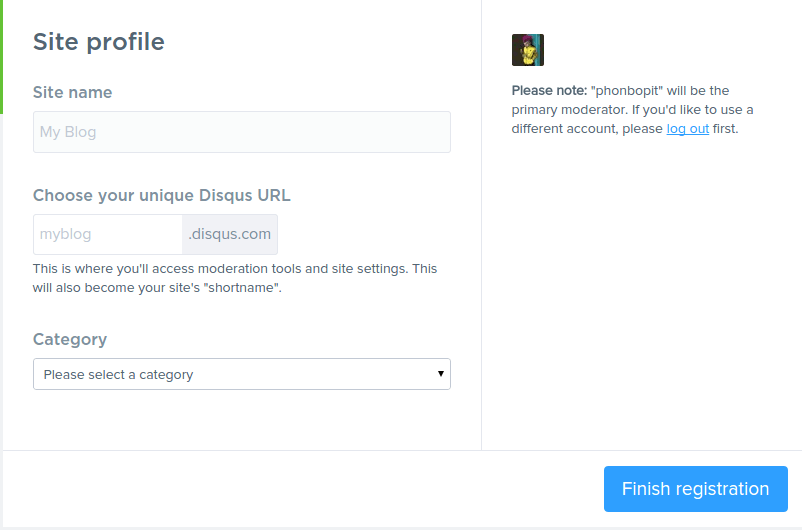 Site profile
Site name
My Blog
Choose your unique Disqus URL
myblog .disqus.com
This is where you'll access moderation tools and site settings. This
will also become your site's "shortname".
Category
Please select a category
Please note: "phonbopit" will be the
primary moderator. If you'd like to use a
different account, please log out first.
Finish registration